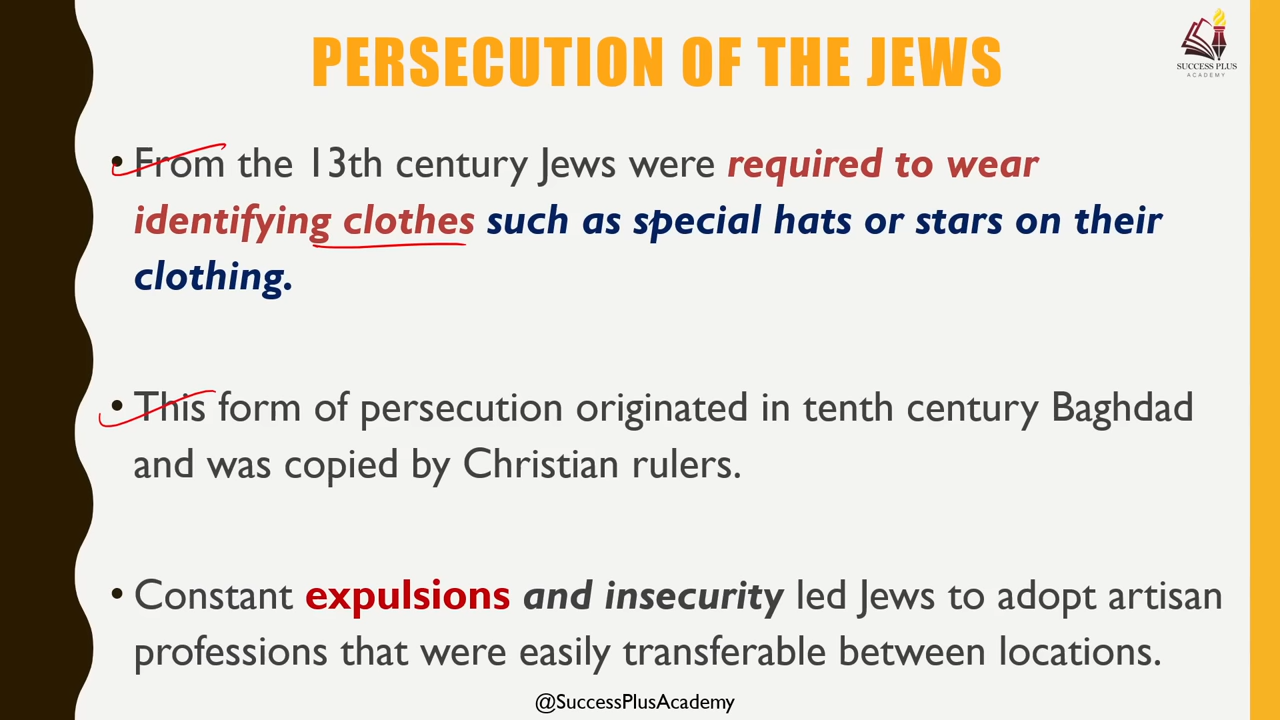 PERSECUTION OF THE JEWS
SUCCESS PLUS
ACADEMY
• From the 13th century Jews were required to wear
identifying clothes such as special hats or stars on their
clothing.
• This form of persecution originated in tenth century Baghdad
and was copied by Christian rulers.
• Constant expulsions and insecurity led Jews to adopt artisan
professions that were easily transferable between locations.
@SuccessPlusAcademy